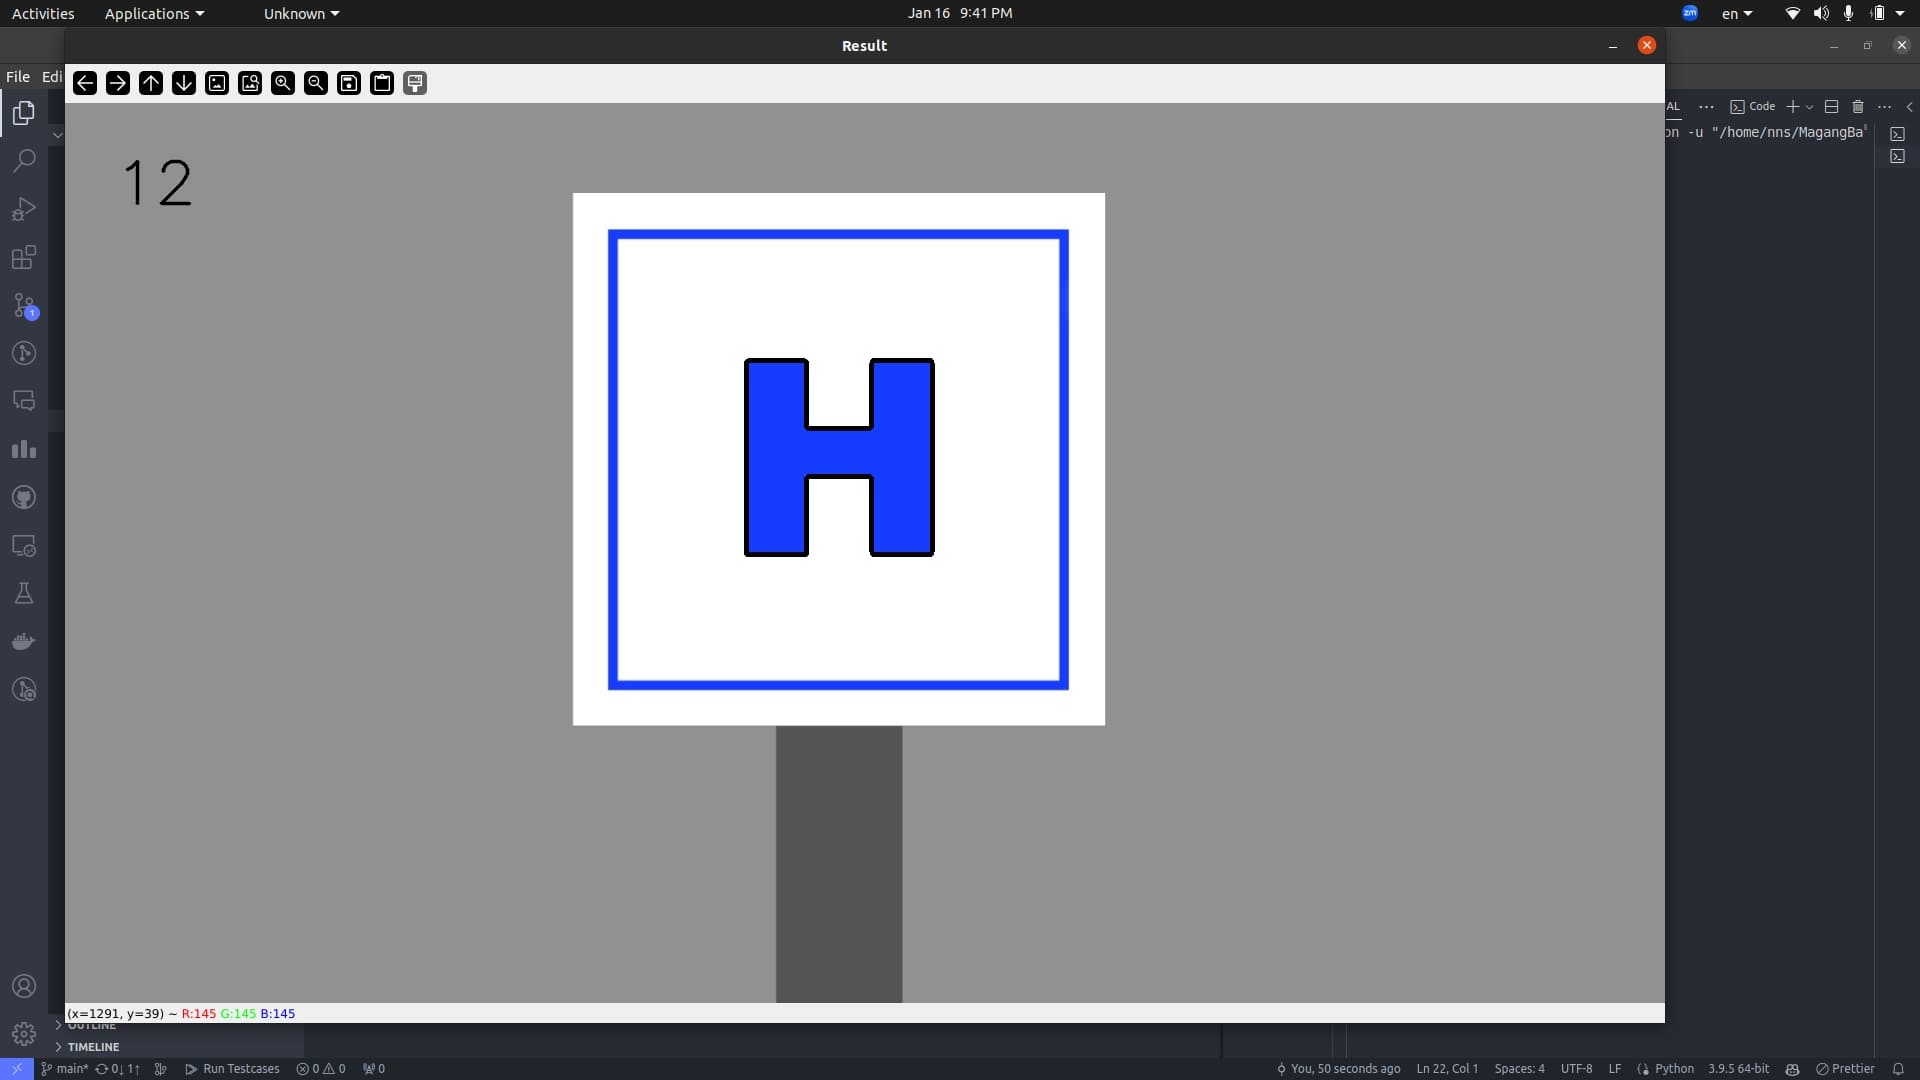 Activities Applications Unknown Jan 16 9:41 PM zm en
Result
File Edi
AL Code
on -u "/home/nns/MagangBa
12
H
1
(x=1291, y=39) ~ R:145 G:145 B:145
OUTLINE
TIMELINE
main* 0↓ 1↑ Run Testcases 0 0 0 You, 50 seconds ago Ln 22, Col 1 Spaces: 4 UTF-8 LF Python 3.9.5 64-bit Prettier